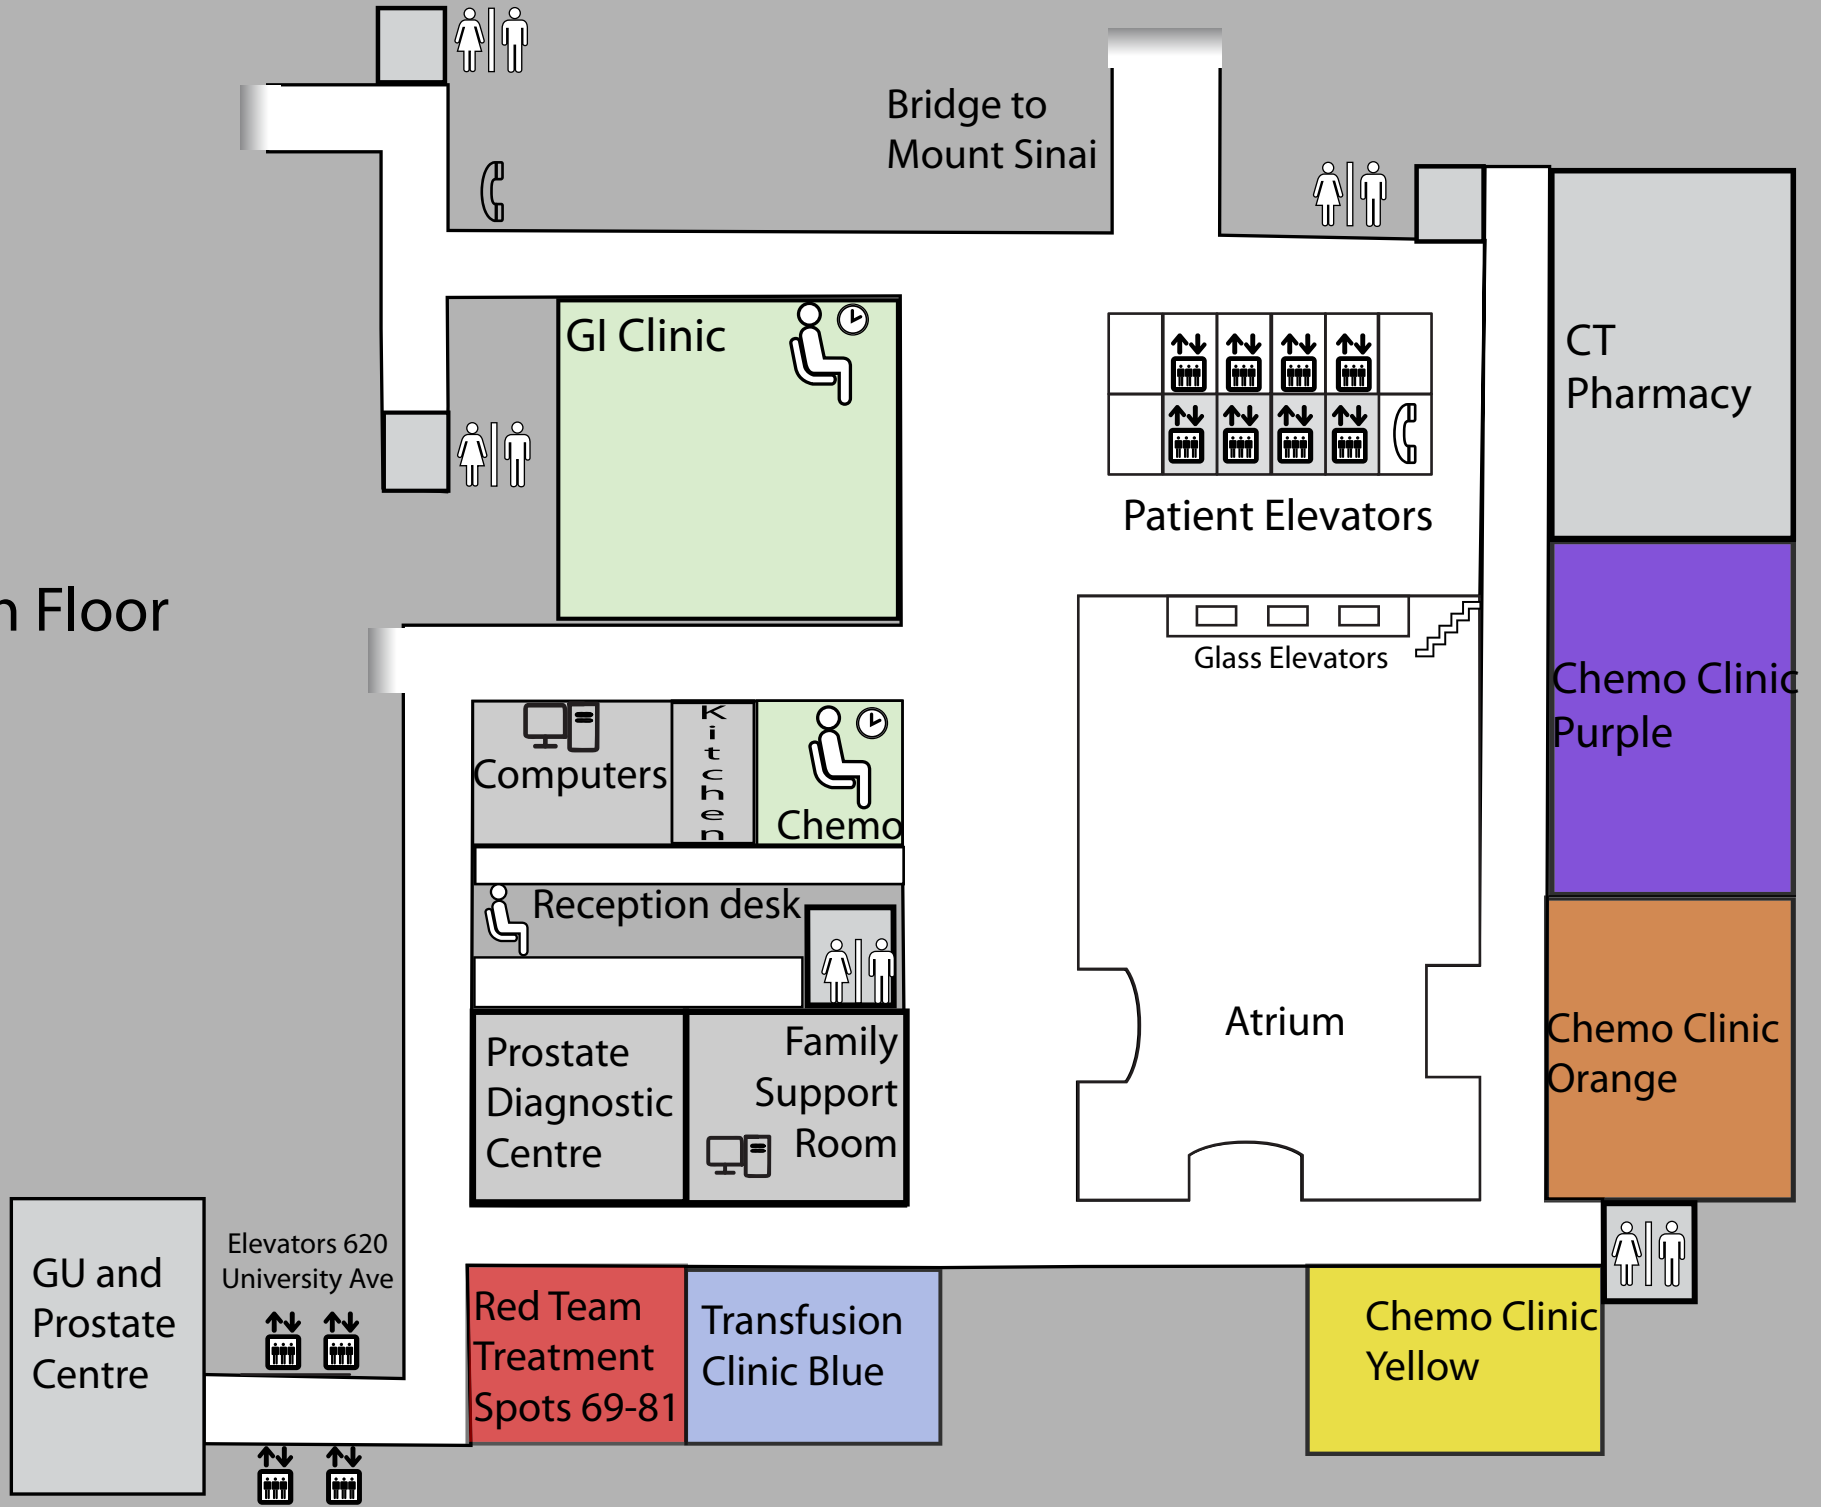 Bridge to
Mount Sinai
GI Clinic
CT
Pharmacy
Patient Elevators
Floor
Glass Elevators
Chemo Clinic
Purple
Computers
Kitchen
Chemo
Reception desk
Atrium
Chemo Clinic
Orange
Prostate
Diagnostic
Centre
Family
Support
Room
Elevators 620
University Ave
GU and
Prostate
Centre
Red Team
Treatment
Spots 69-81
Transfusion
Clinic Blue
Chemo Clinic
Yellow